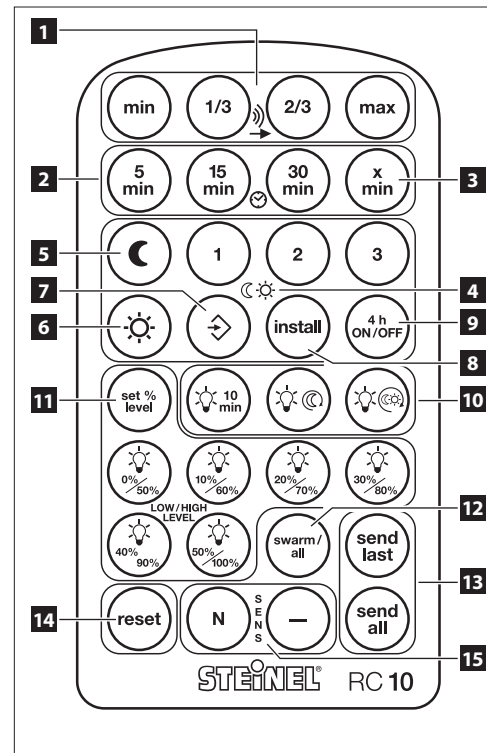 1
min 1/3 2/3 max
2
5 min 15 min 30 min x min
3
5
1 2 3
7
4
6
install
4 h ON/OFF
9
8
11
set % level
10 min
10
0%/50% 10%/60% 20%/70% 30%/80%
LOW/HIGH LEVEL
12
40%/90% 50%/100%
swarm/all
send last
13
14
reset
N
SENS
–
send all
15
STEINEL® RC 10